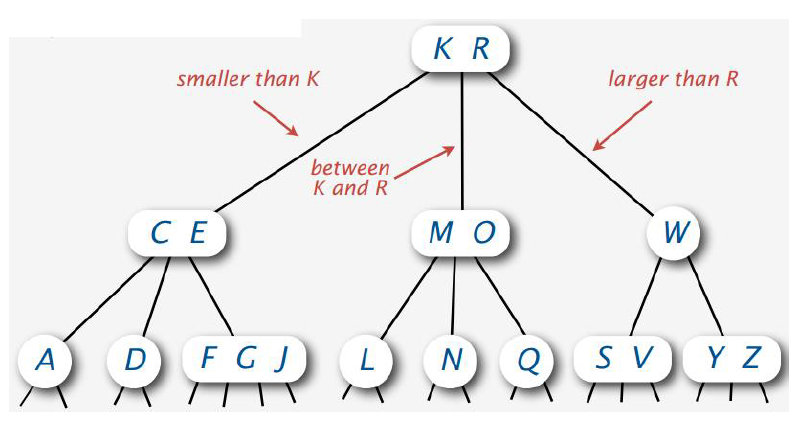 K R
smaller than K
larger than R
between
K and R
C E
M O
W
A
D
F G J
L
N
Q
S V
Y Z